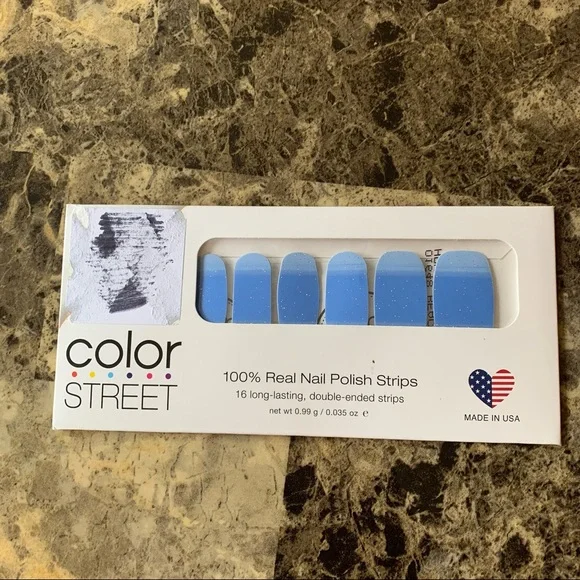 color
STREET
100% Real Nail Polish Strips
16 long-lasting, double-ended strips
net wt 0.99 g / 0.035 oz ℮
MADE IN USA